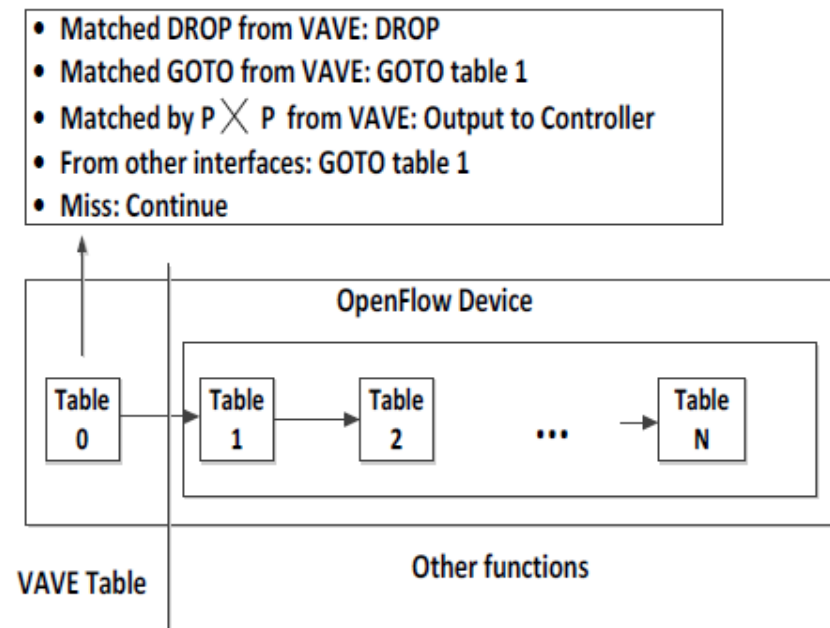 • Matched DROP from VAVE: DROP
• Matched GOTO from VAVE: GOTO table 1
• Matched by P╳ P from VAVE: Output to Controller
• From other interfaces: GOTO table 1
• Miss: Continue
OpenFlow Device
Table
0
Table
1
Table
2
...
Table
N
VAVE Table
Other functions